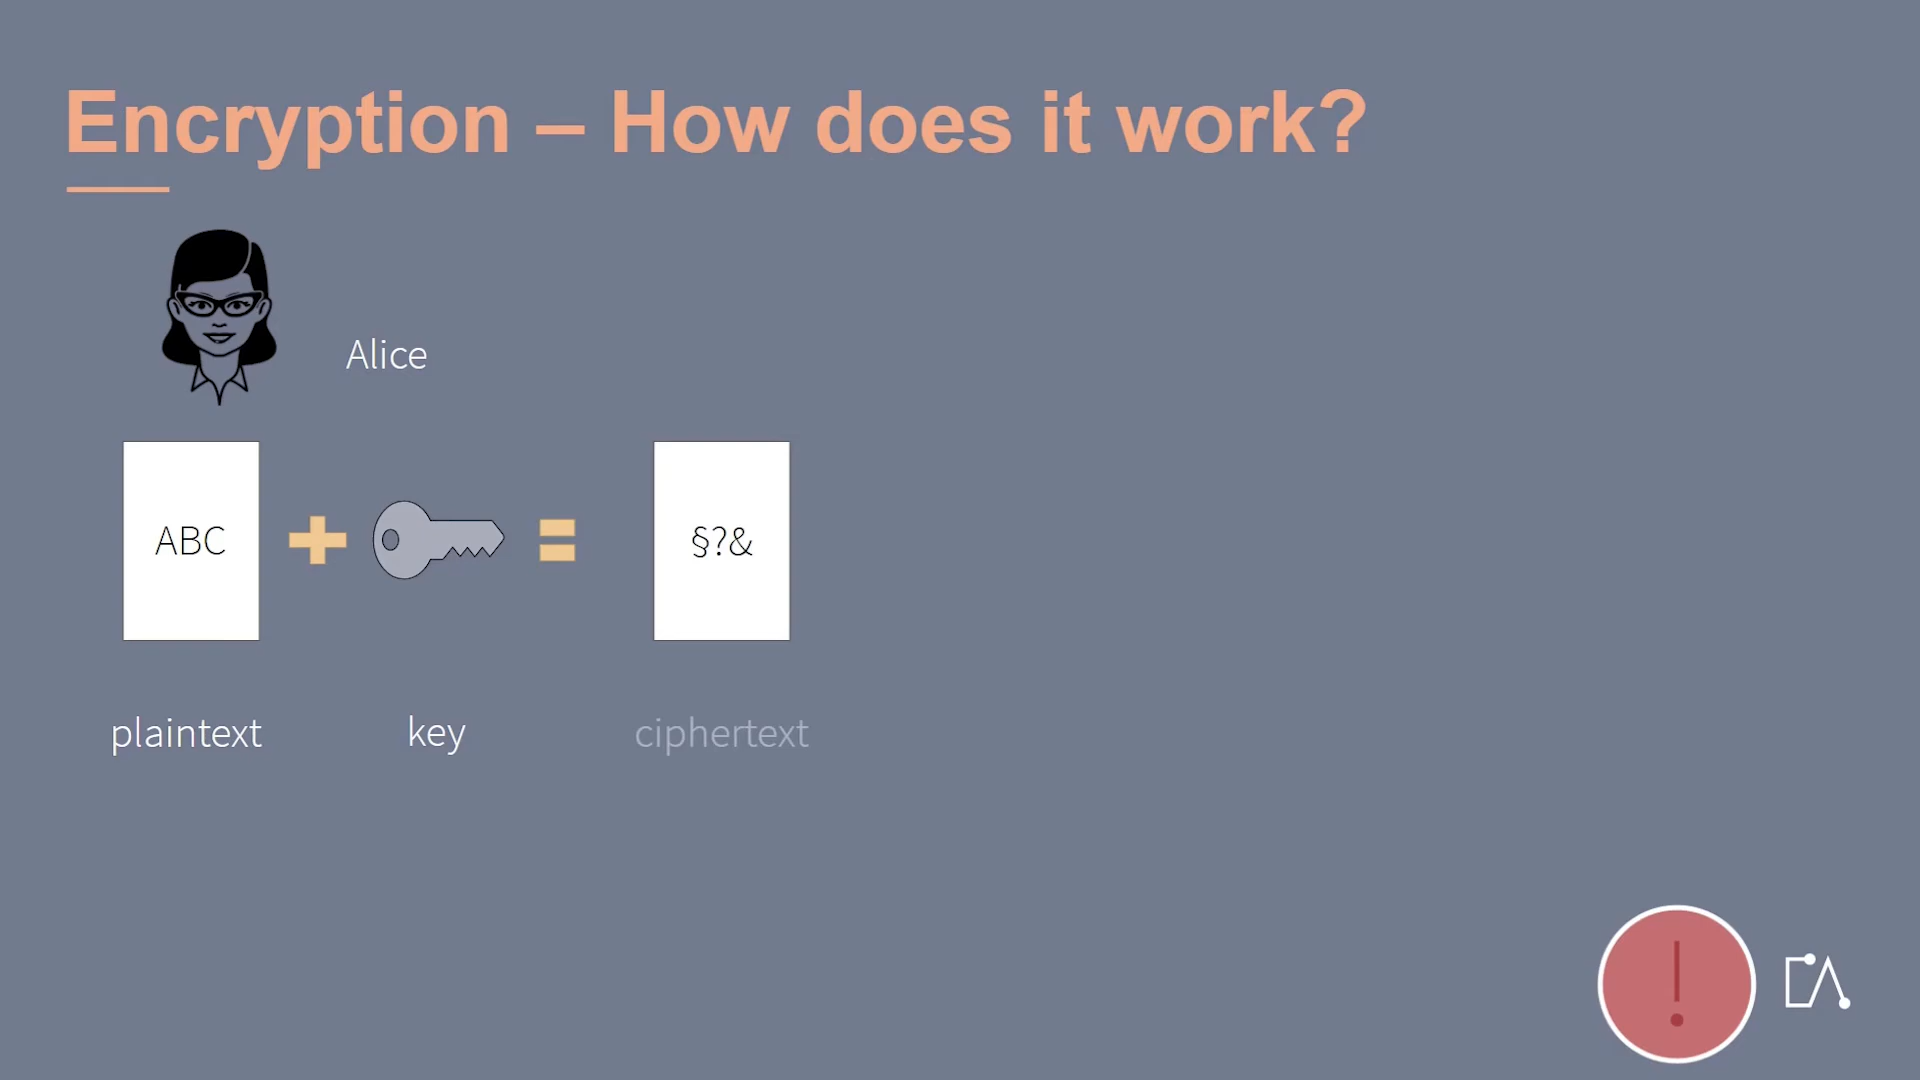 Encryption – How does it work?
Alice
ABC
§?&
plaintext
key
ciphertext
!